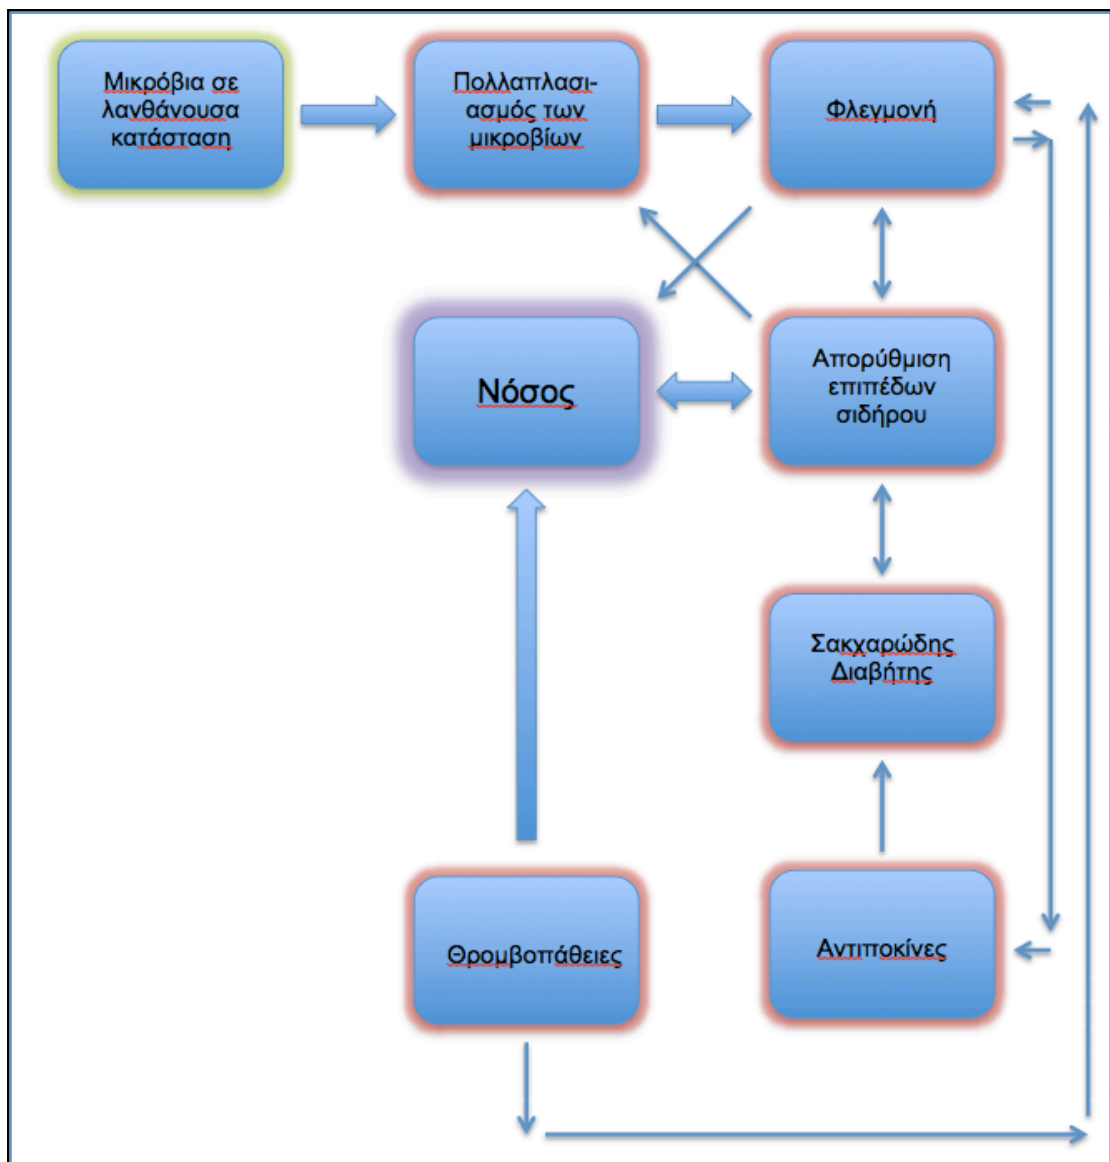 Μικρόβια σε
λανθάνουσα
κατάσταση
Πολλαπλασι-
ασμός των
μικροβίων
Φλεγμονή
Νόσος
Απορύθμιση
επιπέδων
σιδήρου
Σακχαρώδης
Διαβήτης
Θρομβοπάθειες
Αντιποκίνες